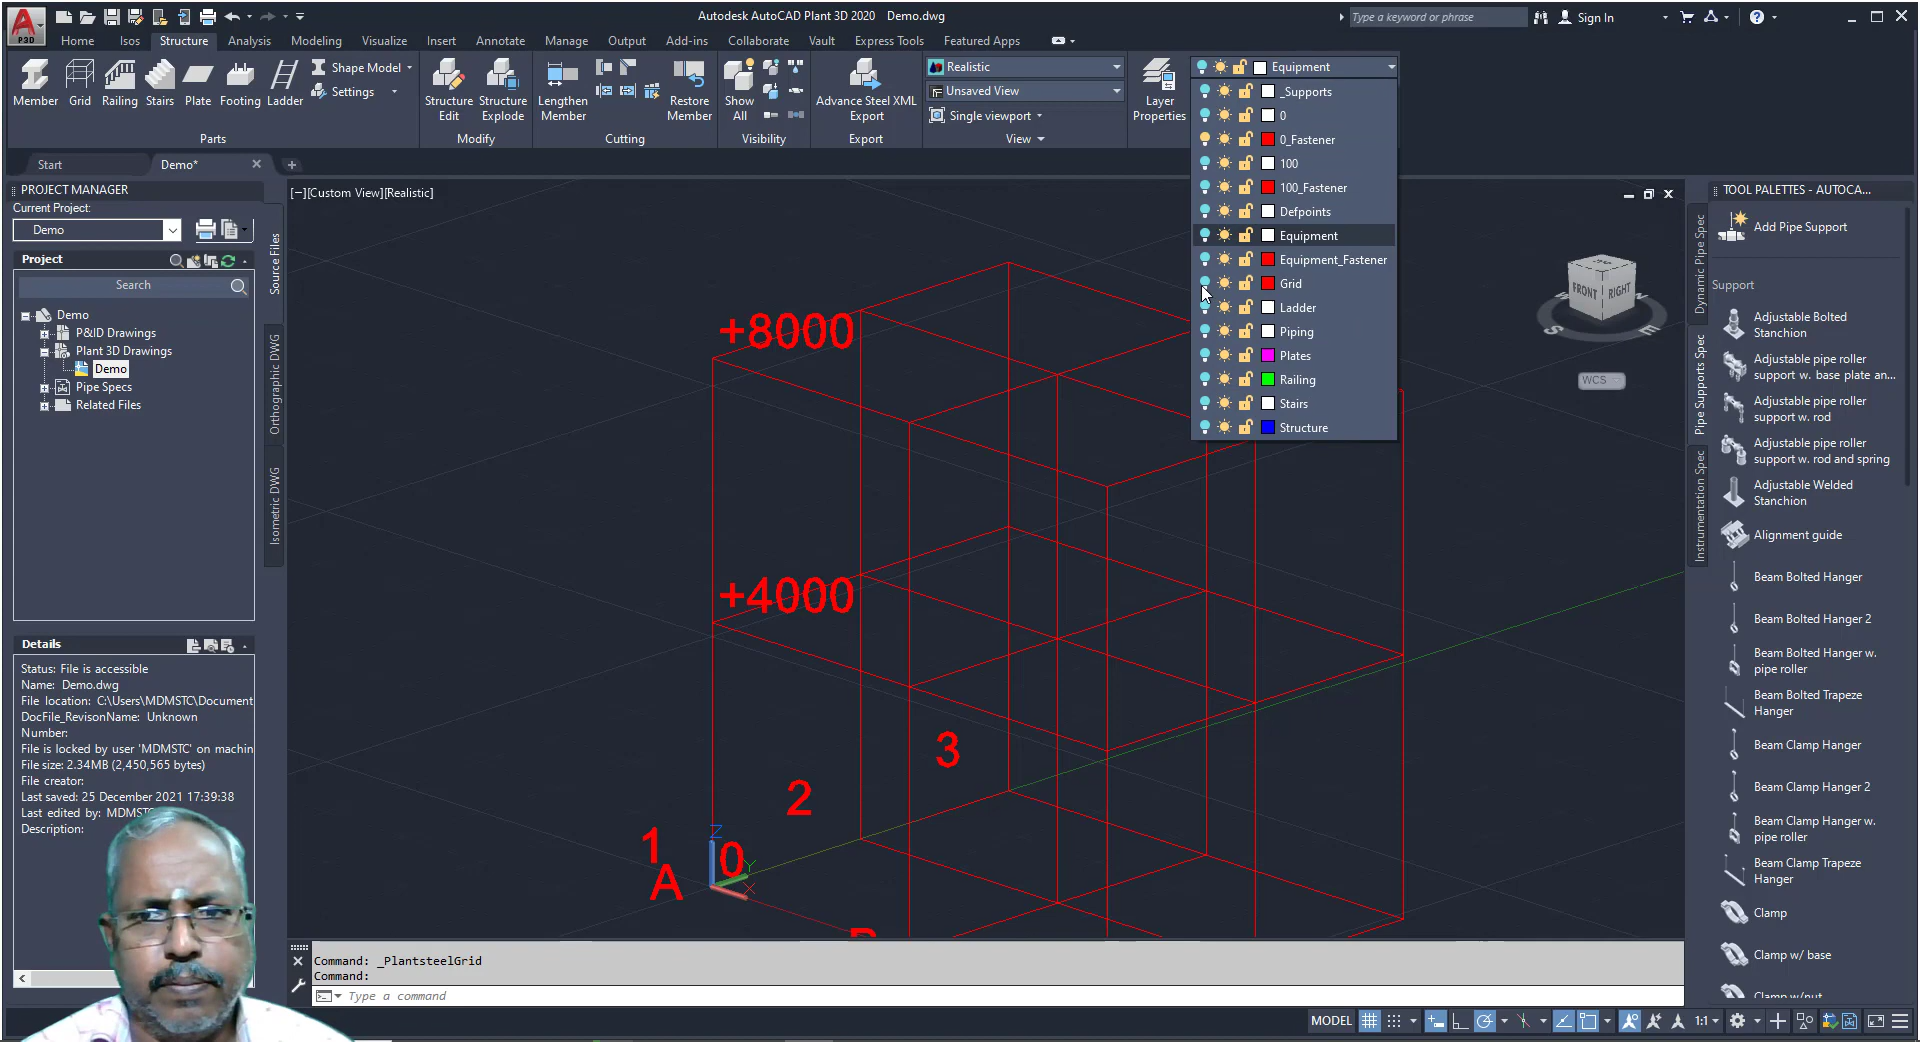 Autodesk AutoCAD Plant 3D 2020 Demo.dwg
Type a keyword or phrase
Sign In
P3D
Home Isos Structure Analysis Modeling Visualize Insert Annotate Manage Output Add-ins Collaborate Vault Express Tools Featured Apps
Member Grid Railing Stairs Plate Footing Ladder
Shape Model
Settings
Parts
Structure Edit
Structure Explode
Modify
Lengthen Member
Restore Member
Cutting
Show All
Visibility
Advance Steel XML Export
Export
Realistic
Unsaved View
Single viewport
View
Layer Properties
Equipment
_Supports
0
0_Fastener
100
100_Fastener
Defpoints
Equipment
Equipment_Fastener
Grid
Ladder
Piping
Plates
Railing
Stairs
Structure
Start
Demo*
PROJECT MANAGER
Current Project:
Demo
Project
Search
Demo
P&ID Drawings
Plant 3D Drawings
Demo
Pipe Specs
Related Files
Source Files
Orthographic DWG
Isometric DWG
Details
Status: File is accessible
Name: Demo.dwg
File location: C:\Users\MDMSTC\Document
DocFile_RevisonName: Unknown
Number:
File is locked by user 'MDMSTC' on machin
File size: 2.34MB (2,450,565 bytes)
File creator:
Last saved: 25 December 2021 17:39:38
Last edited by: MDMSTC
Description:
[−][Custom View][Realistic]
+8000
+4000
3
2
1
0
A
Z
Y
X
FRONT
RIGHT
S
E
WCS
Command: _PlantsteelGrid
Command:
Type a command
MODEL
1:1
TOOL PALETTES - AUTOCA...
Dynamic Pipe Spec
Pipe Supports Spec
Instrumentation Spec
Add Pipe Support
Support
Adjustable Bolted Stanchion
Adjustable pipe roller support w. base plate an...
Adjustable pipe roller support w. rod
Adjustable pipe roller support w. rod and spring
Adjustable Welded Stanchion
Alignment guide
Beam Bolted Hanger
Beam Bolted Hanger 2
Beam Bolted Hanger w. pipe roller
Beam Bolted Trapeze Hanger
Beam Clamp Hanger
Beam Clamp Hanger 2
Beam Clamp Hanger w. pipe roller
Beam Clamp Trapeze Hanger
Clamp
Clamp w/ base
Clamp w/nut